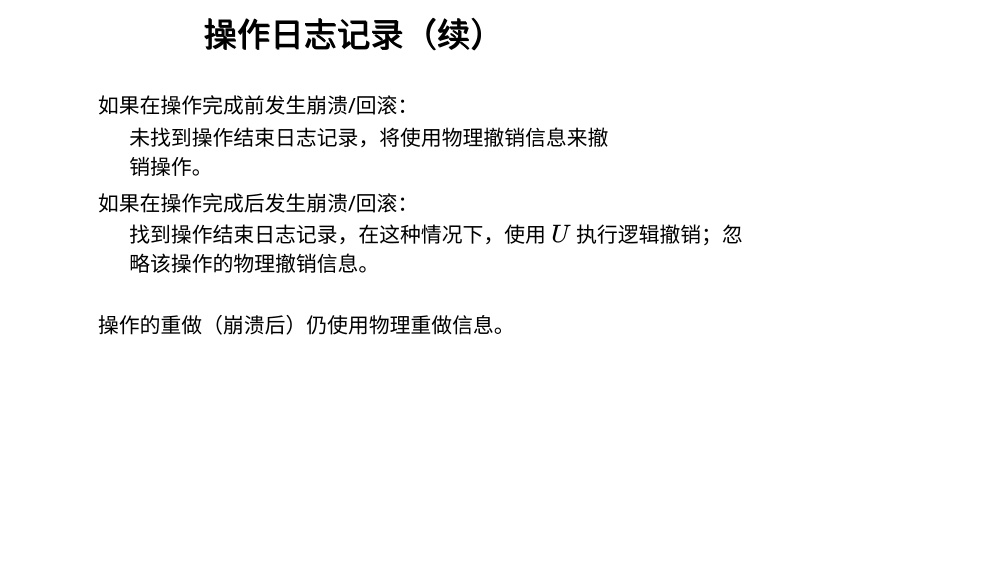 操作日志记录（续）
如果在操作完成前发生崩溃/回滚：
未找到操作结束日志记录，将使用物理撤销信息来撤
销操作。
如果在操作完成后发生崩溃/回滚：
找到操作结束日志记录，在这种情况下，使用 U 执行逻辑撤销；忽
略该操作的物理撤销信息。
操作的重做（崩溃后）仍使用物理重做信息。